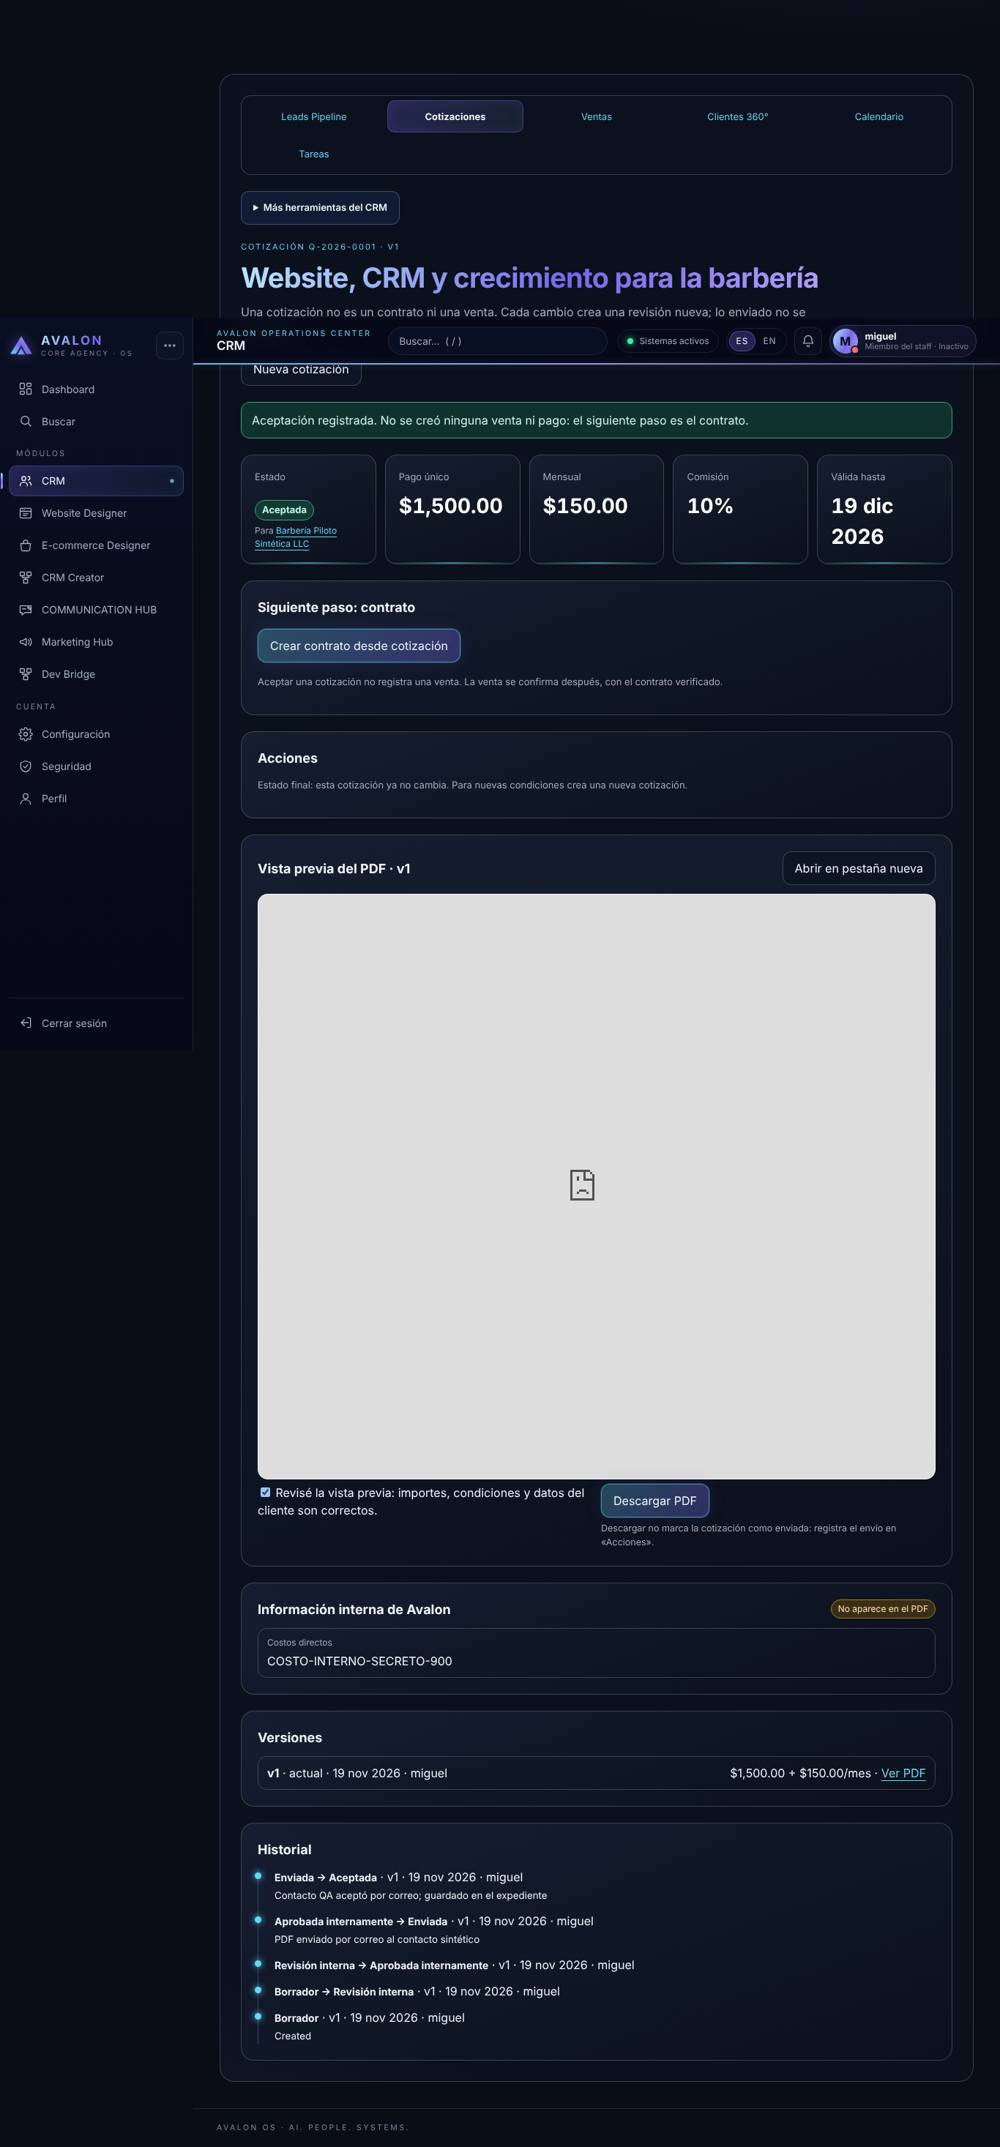 Leads Pipeline
Cotizaciones
Ventas
Clientes 360°
Calendario
Tareas
▶ Más herramientas del CRM
COTIZACIÓN Q-2026-0001 · V1
Website, CRM y crecimiento para la barbería
Una cotización no es un contrato ni una venta. Cada cambio crea una revisión nueva; lo enviado no se
AVALON
CORE AGENCY · OS
AVALON OPERATIONS CENTER
CRM
Buscar... ( / )
Sistemas activos
ES
EN
M
miguel
Miembro del staff · Inactivo
Dashboard
Buscar
MÓDULOS
CRM
Website Designer
E-commerce Designer
CRM Creator
COMMUNICATION HUB
Marketing Hub
Dev Bridge
CUENTA
Configuración
Seguridad
Perfil
Cerrar sesión
Nueva cotización
Aceptación registrada. No se creó ninguna venta ni pago: el siguiente paso es el contrato.
Estado
Aceptada
Para Barbería Piloto
Sintética LLC
Pago único
$1,500.00
Mensual
$150.00
Comisión
10%
Válida hasta
19 dic
2026
Siguiente paso: contrato
Crear contrato desde cotización
Aceptar una cotización no registra una venta. La venta se confirma después, con el contrato verificado.
Acciones
Estado final: esta cotización ya no cambia. Para nuevas condiciones crea una nueva cotización.
Vista previa del PDF · v1
Abrir en pestaña nueva
Revisé la vista previa: importes, condiciones y datos del
cliente son correctos.
Descargar PDF
Descargar no marca la cotización como enviada: registra el envío en
«Acciones».
Información interna de Avalon
No aparece en el PDF
Costos directos
COSTO-INTERNO-SECRETO-900
Versiones
v1 · actual · 19 nov 2026 · miguel
$1,500.00 + $150.00/mes · Ver PDF
Historial
Enviada → Aceptada · v1 · 19 nov 2026 · miguel
Contacto QA aceptó por correo; guardado en el expediente
Aprobada internamente → Enviada · v1 · 19 nov 2026 · miguel
PDF enviado por correo al contacto sintético
Revisión interna → Aprobada internamente · v1 · 19 nov 2026 · miguel
Borrador → Revisión interna · v1 · 19 nov 2026 · miguel
Borrador · v1 · 19 nov 2026 · miguel
Created
AVALON OS · AI. PEOPLE. SYSTEMS.